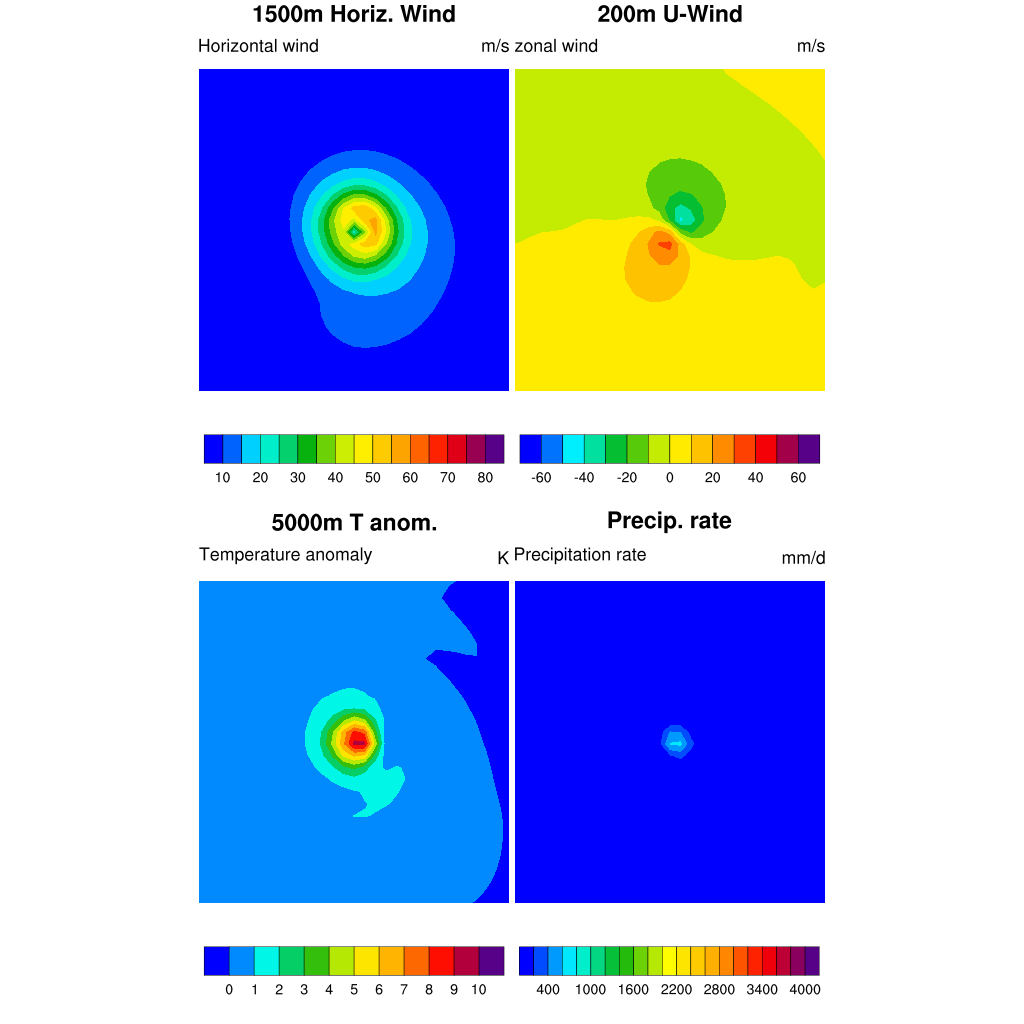 1500m Horiz. Wind
200m U-Wind
Horizontal wind m/s
zonal wind m/s
10 20 30 40 50 60 70 80
-60 -40 -20 0 20 40 60
5000m T anom.
Precip. rate
Temperature anomaly K
Precipitation rate mm/d
0 1 2 3 4 5 6 7 8 9 10
400 1000 1600 2200 2800 3400 4000